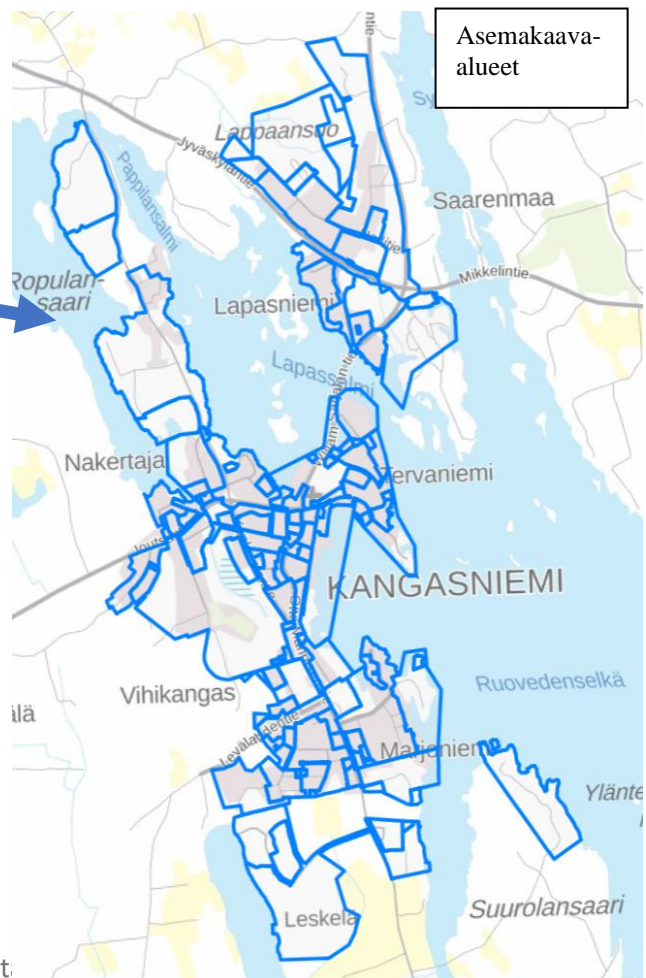 Asemakaava-
alueet
Lappaansuo
Jyväskyläntie
Pappilansalmi
Saarenmaa
Mikkelintie
Ropulan-
saari
Lapasniemi
Lapassalmi
Nakertaja
Tervaniemi
KANGASNIEMI
Ruovedenselkä
Vihikangas
Levälahdentie
Marjoniemi
Suurolansaari
Leskelä